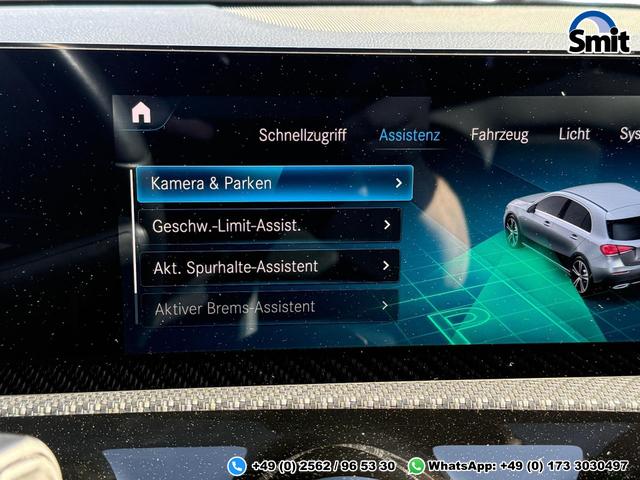 Smit
Schnellzugriff Assistenz Fahrzeug Licht Sys
Kamera & Parken
Geschw.-Limit-Assist.
Akt. Spurhalte-Assistent
Aktiver Brems-Assistent
P
+49 (0) 2562 / 96 53 30 WhatsApp: +49 (0) 173 3030497